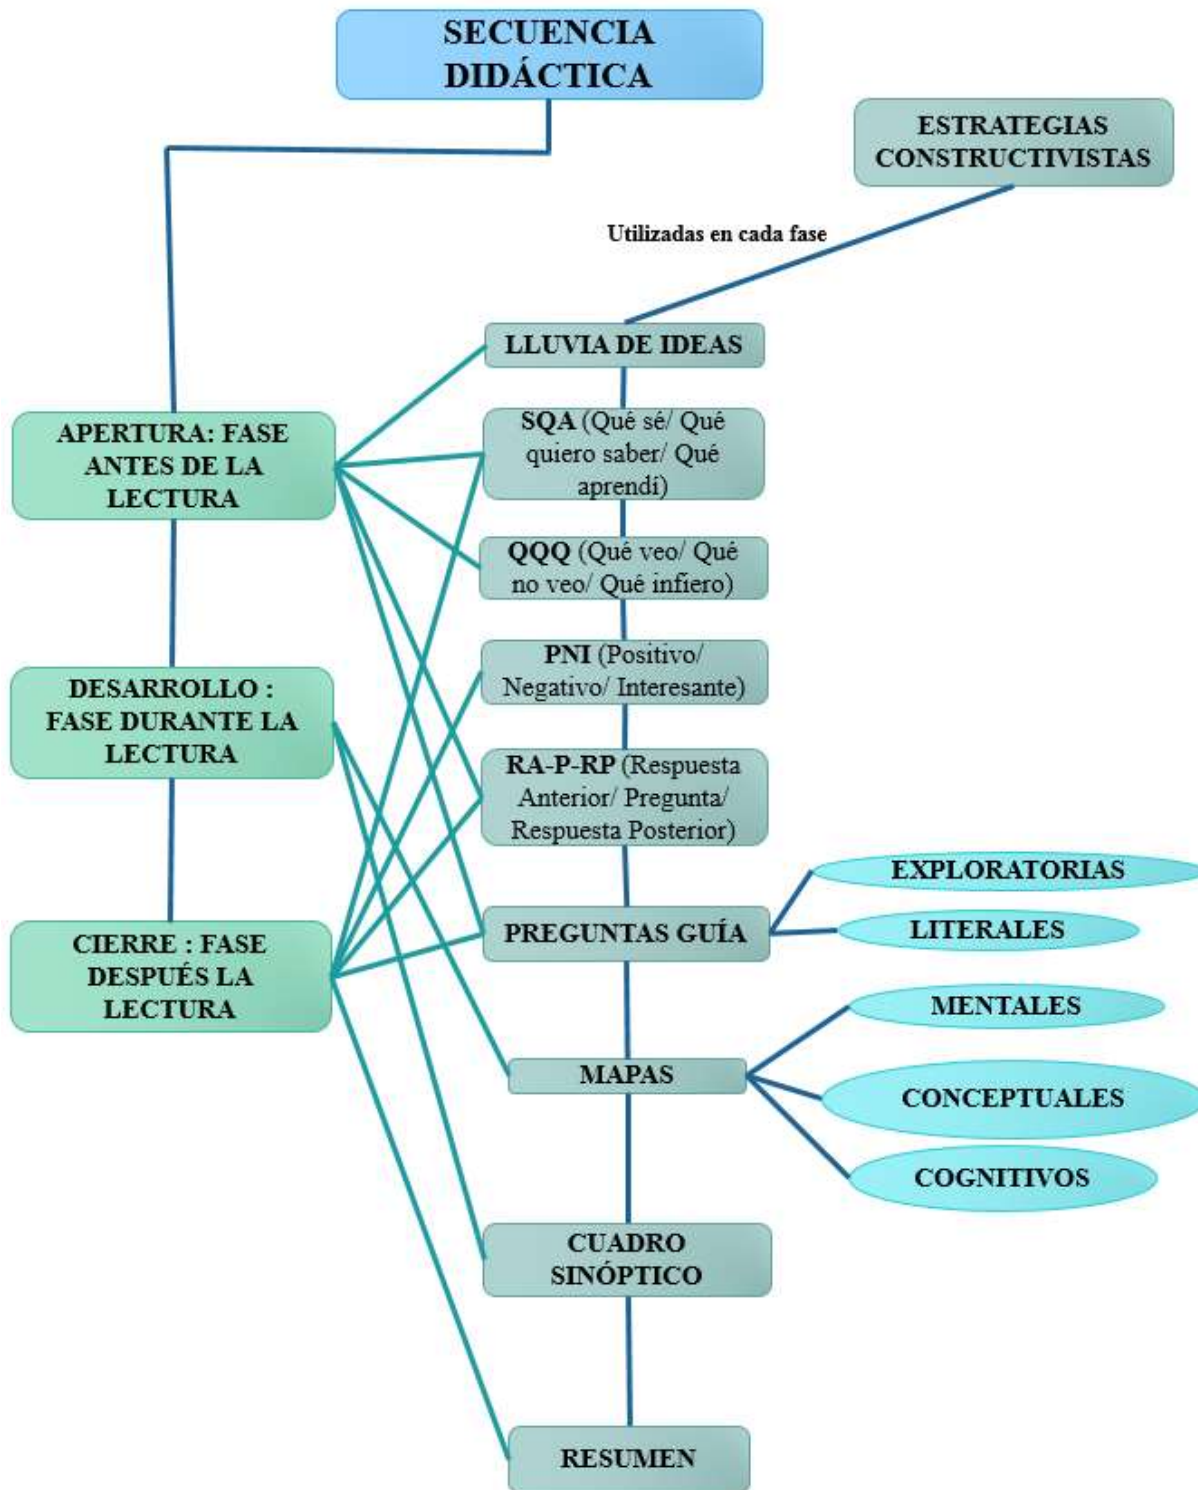 SECUENCIA
DIDÁCTICA
ESTRATEGIAS
CONSTRUCTIVISTAS
Utilizadas en cada fase
LLUVIA DE IDEAS
APERTURA: FASE
ANTES DE LA
LECTURA
SQA (Qué sé/ Qué
quiero saber/ Qué
aprendí)
QQQ (Qué veo/ Qué
no veo/ Qué infiero)
PNI (Positivo/
Negativo/ Interesante)
DESARROLLO :
FASE DURANTE LA
LECTURA
RA-P-RP (Respuesta
Anterior/ Pregunta/
Respuesta Posterior)
EXPLORATORIAS
PREGUNTAS GUÍA
LITERALES
CIERRE : FASE
DESPUÉS LA
LECTURA
MENTALES
MAPAS
CONCEPTUALES
COGNITIVOS
CUADRO
SINÓPTICO
RESUMEN